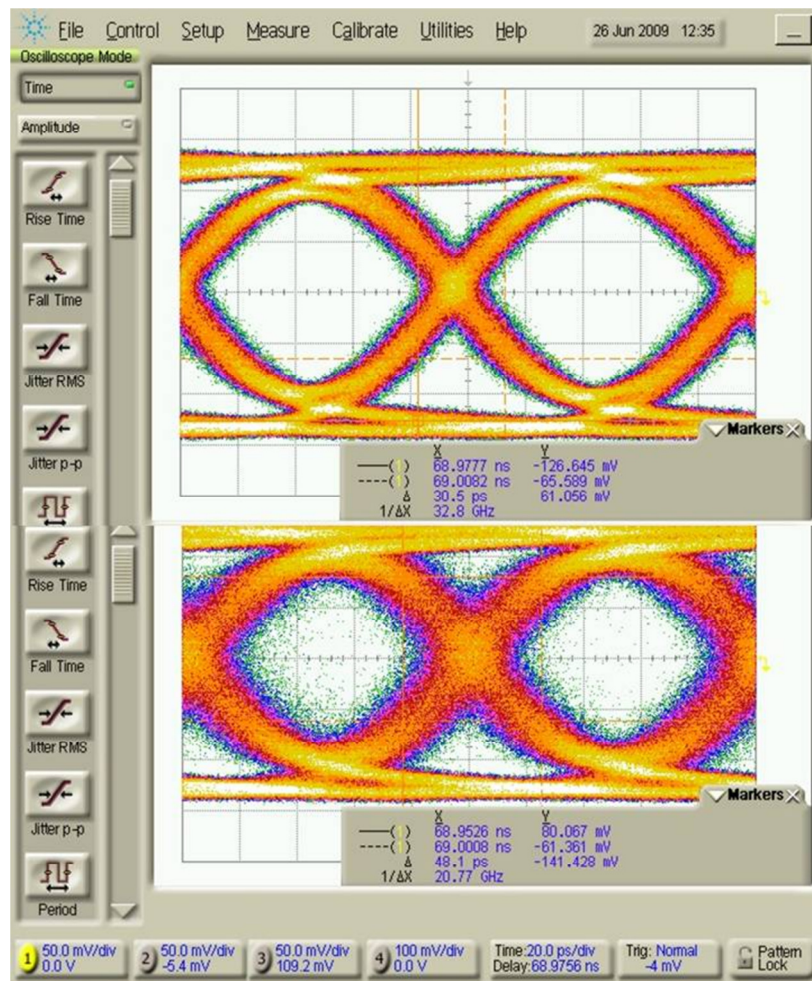 File Control Setup Measure Calibrate Utilities Help 26 Jun 2009 12:35
Oscilloscope Mode
Time
Amplitude
Rise Time
Fall Time
Jitter RMS
Jitter p-p
Markers
X Y
(1) 68.9777 ns -126.645 mV
(1) 69.0082 ns -65.589 mV
Δ 30.5 ps 61.056 mV
1/ΔX 32.8 GHz
Rise Time
Fall Time
Jitter RMS
Jitter p-p
Period
Markers
X Y
(1) 68.9526 ns 80.067 mV
(1) 69.0008 ns -61.361 mV
Δ 48.1 ps -141.428 mV
1/ΔX 20.77 GHz
1 50.0 mV/div 2 50.0 mV/div 3 50.0 mV/div 4 100 mV/div Time:20.0 ps/div Trig: Normal Pattern
0.0 V -5.4 mV 109.2 mV 0.0 V Delay:68.9756 ns -4 mV Lock